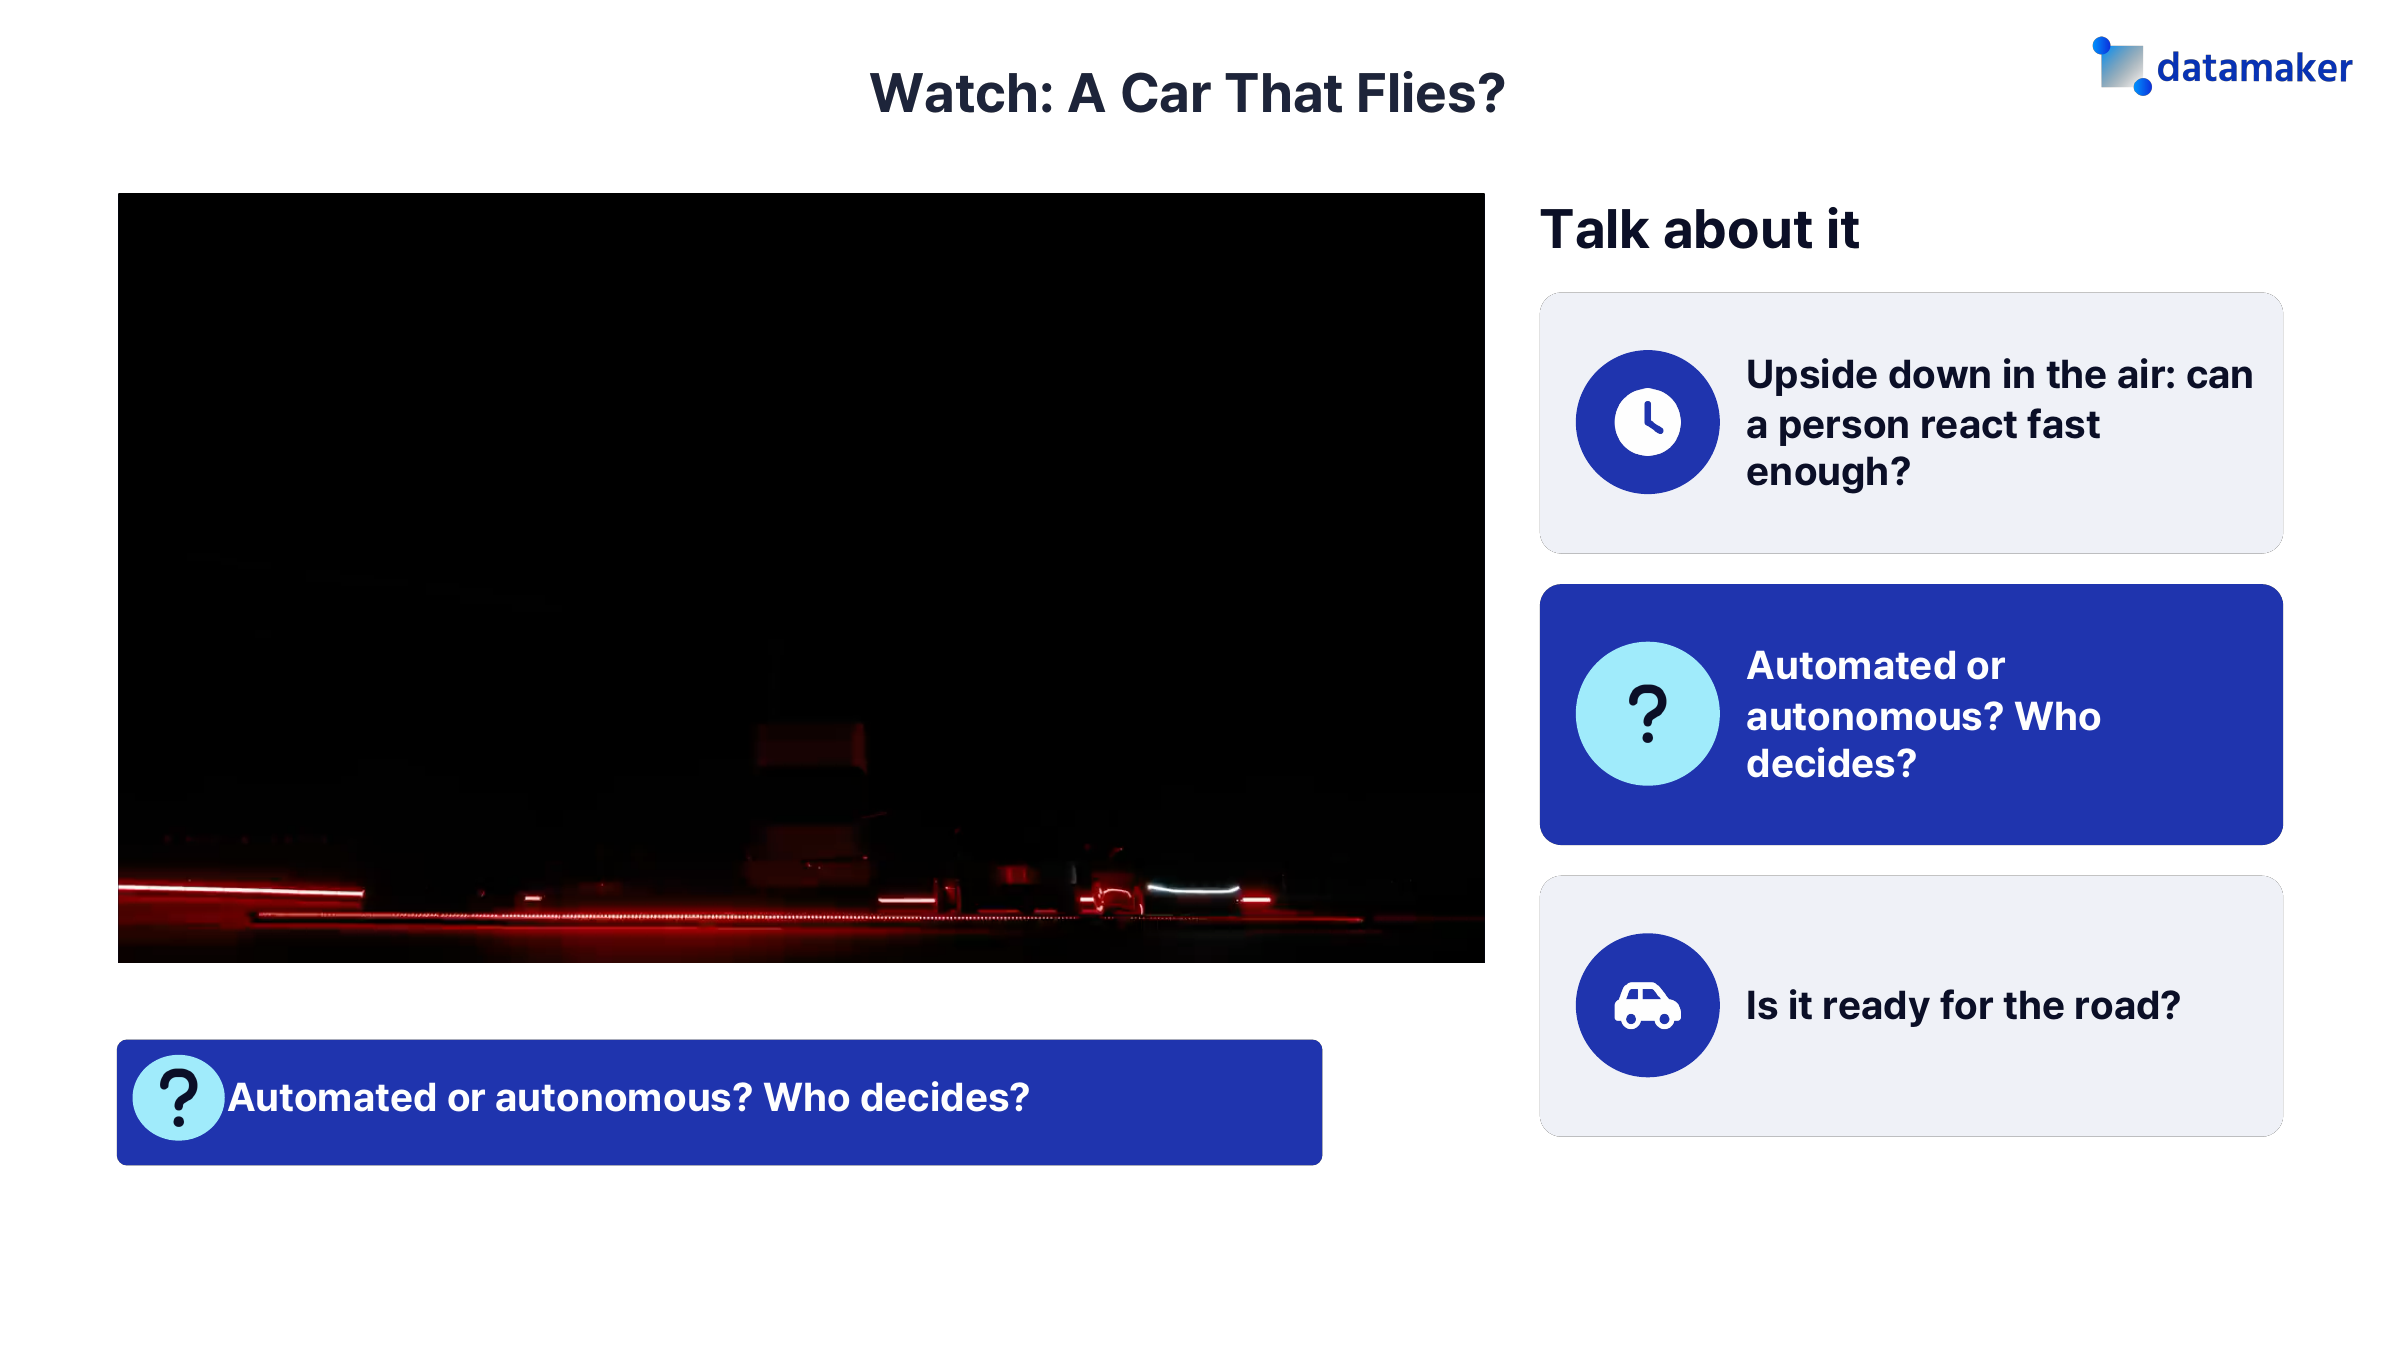 datamaker
Watch: A Car That Flies?
Talk about it
Upside down in the air: can
a person react fast
enough?
Automated or
autonomous? Who
decides?
Is it ready for the road?
Automated or autonomous? Who decides?